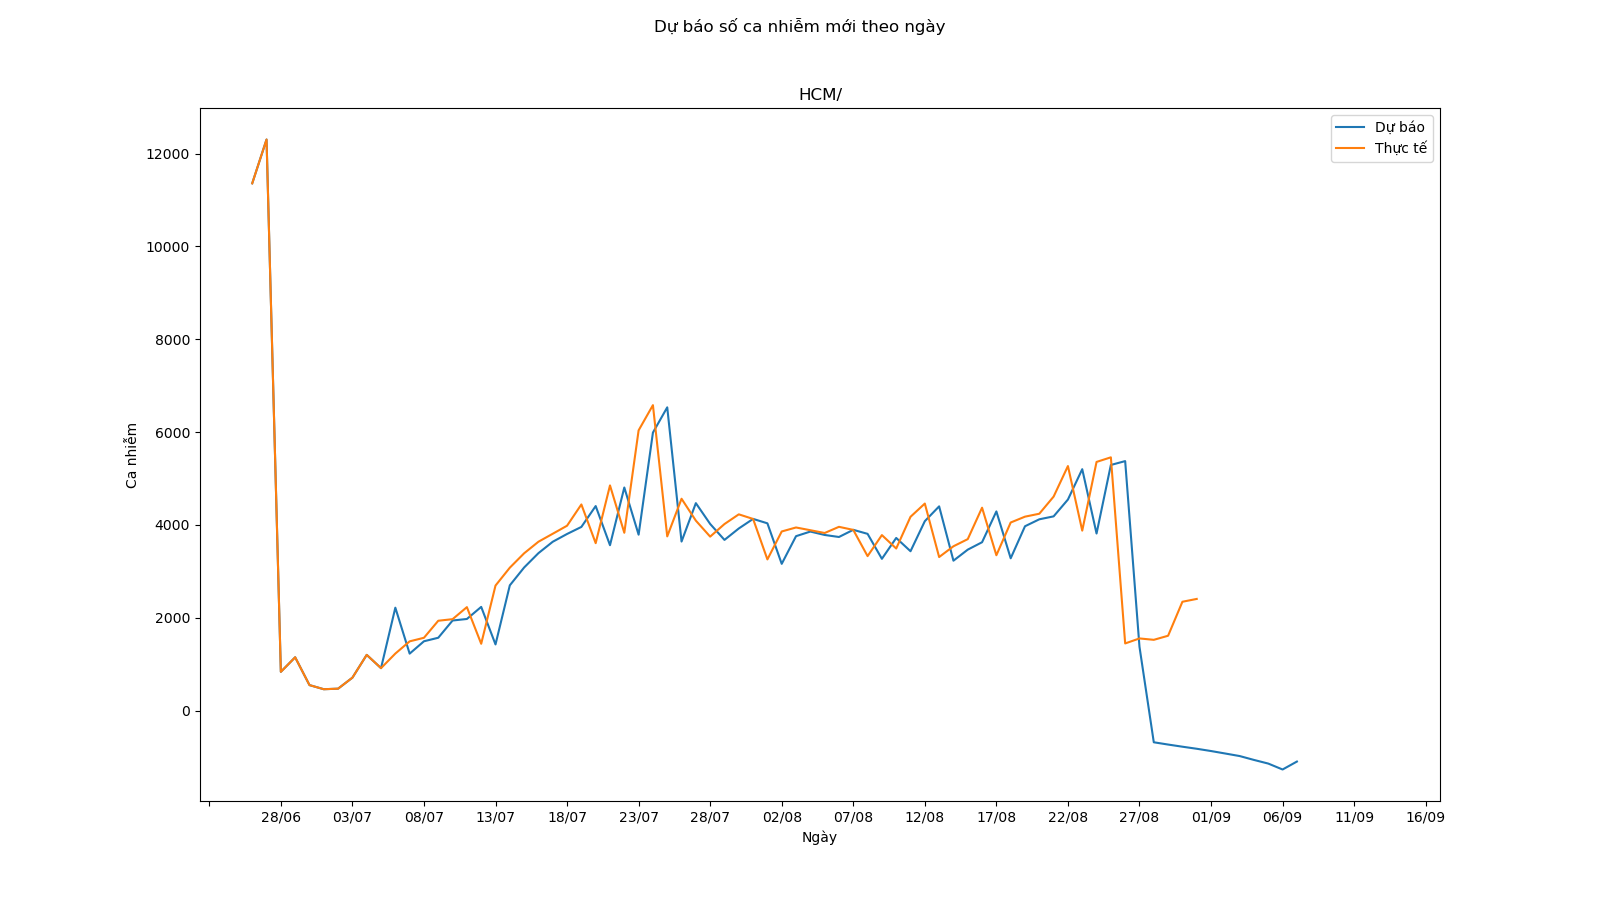 Dự báo số ca nhiễm mới theo ngày
HCM/
Dự báo
Thực tế
12000
10000
8000
6000
4000
2000
0
Ca nhiễm
28/06 03/07 08/07 13/07 18/07 23/07 28/07 02/08 07/08 12/08 17/08 22/08 27/08 01/09 06/09 11/09 16/09
Ngày